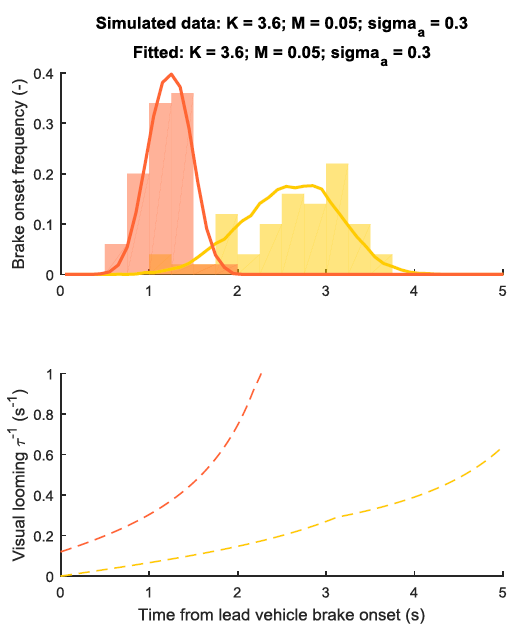 Simulated data: K = 3.6; M = 0.05; sigma_a = 0.3
Fitted: K = 3.6; M = 0.05; sigma_a = 0.3
Brake onset frequency (-)
0.4
0.3
0.2
0.1
0
0 1 2 3 4 5
Visual looming τ^-1 (s^-1)
1
0.8
0.6
0.4
0.2
0
0 1 2 3 4 5
Time from lead vehicle brake onset (s)